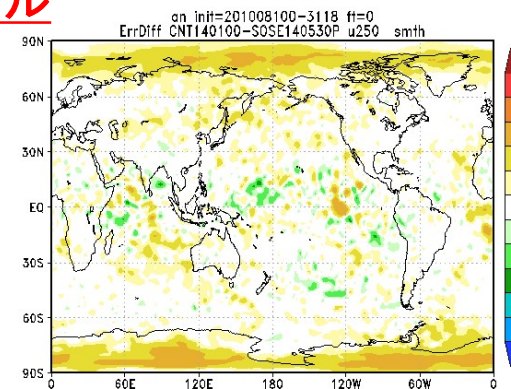 ル
an init=201008100-3118 ft=0
ErrDiff CNT140100-SOSE140530P u250 smth
90N
60N
30N
EQ
30S
60S
90S
0 60E 120E 180 120W 60W 0